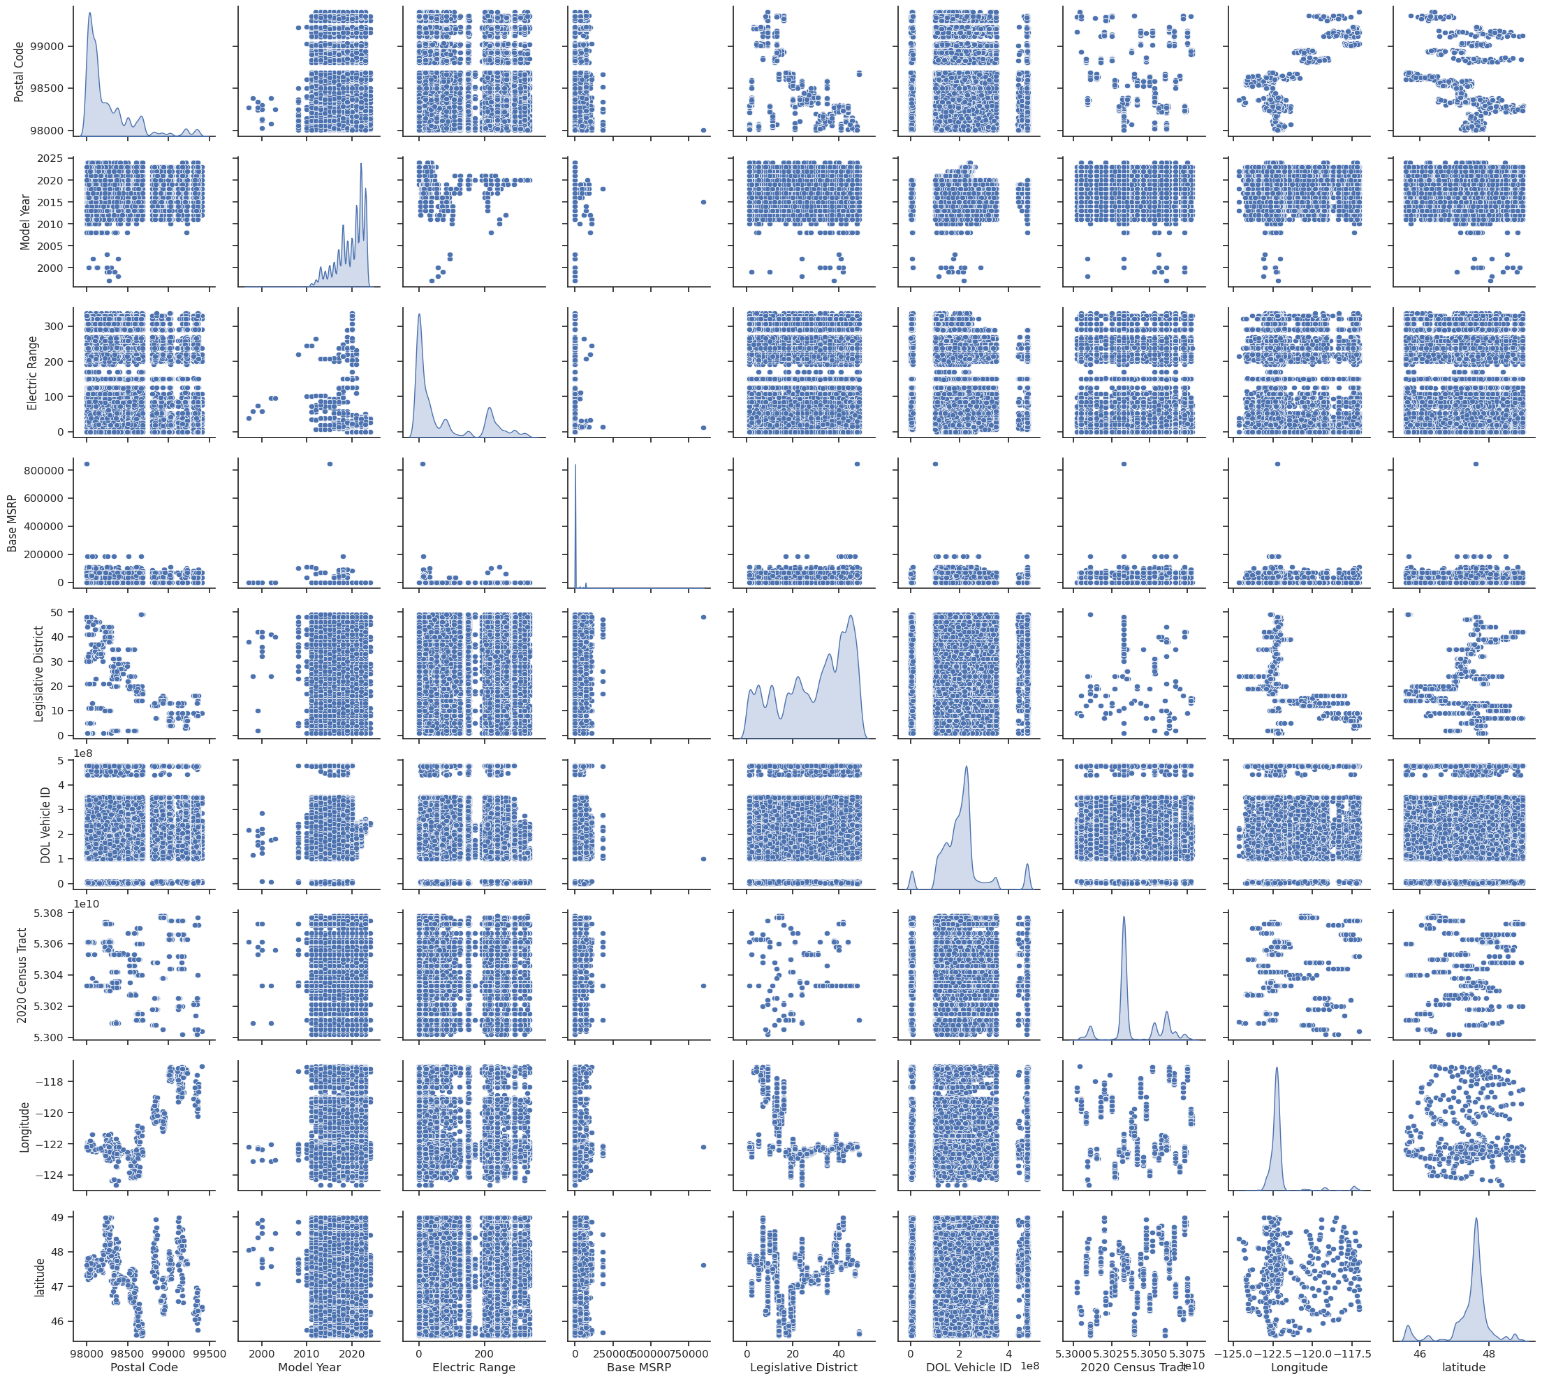 Postal Code
99000
98500
98000
Model Year
2025
2020
2015
2010
2005
2000
Electric Range
300
200
100
0
Base MSRP
800000
600000
400000
200000
0
Legislative District
50
40
30
20
10
0
1e8
DOL Vehicle ID
5
4
3
2
1
0
1e10
2020 Census Tract
5.308
5.306
5.304
5.302
5.300
Longitude
−118
−120
−122
−124
latitude
49
48
47
46
98000 98500 99000 99500
Postal Code
2000 2010 2020
Model Year
0 200
Electric Range
0 250000 500000 750000
Base MSRP
0 20 40
Legislative District
0 2 4
DOL Vehicle ID 1e8
5.3000 5.3025 5.3050 5.3075
2020 Census Tract 1e10
−125.0 −122.5 −120.0 −117.5
Longitude
46 48
latitude